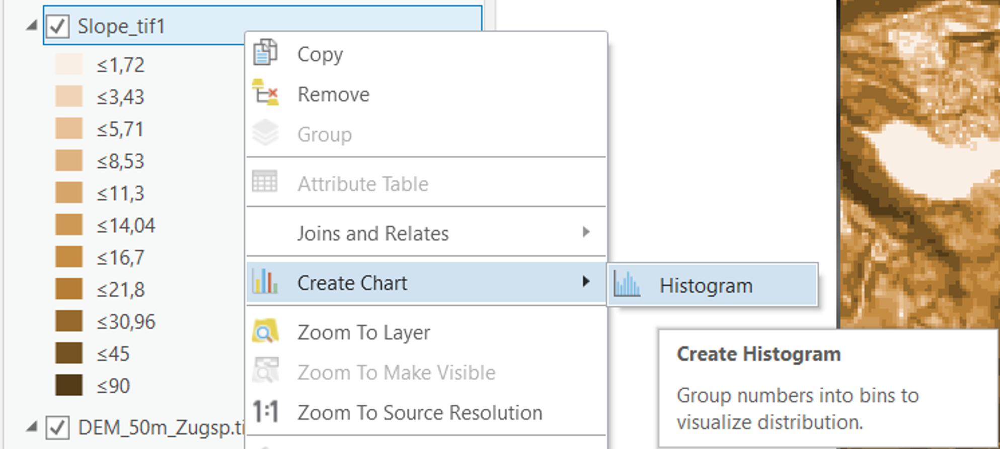 Slope_tif1
≤1,72
≤3,43
≤5,71
≤8,53
≤11,3
≤14,04
≤16,7
≤21,8
≤30,96
≤45
≤90
DEM_50m_Zugsp.ti
Copy
Remove
Group
Attribute Table
Joins and Relates
Create Chart
Zoom To Layer
Zoom To Make Visible
1:1 Zoom To Source Resolution
Histogram
Create Histogram
Group numbers into bins to
visualize distribution.